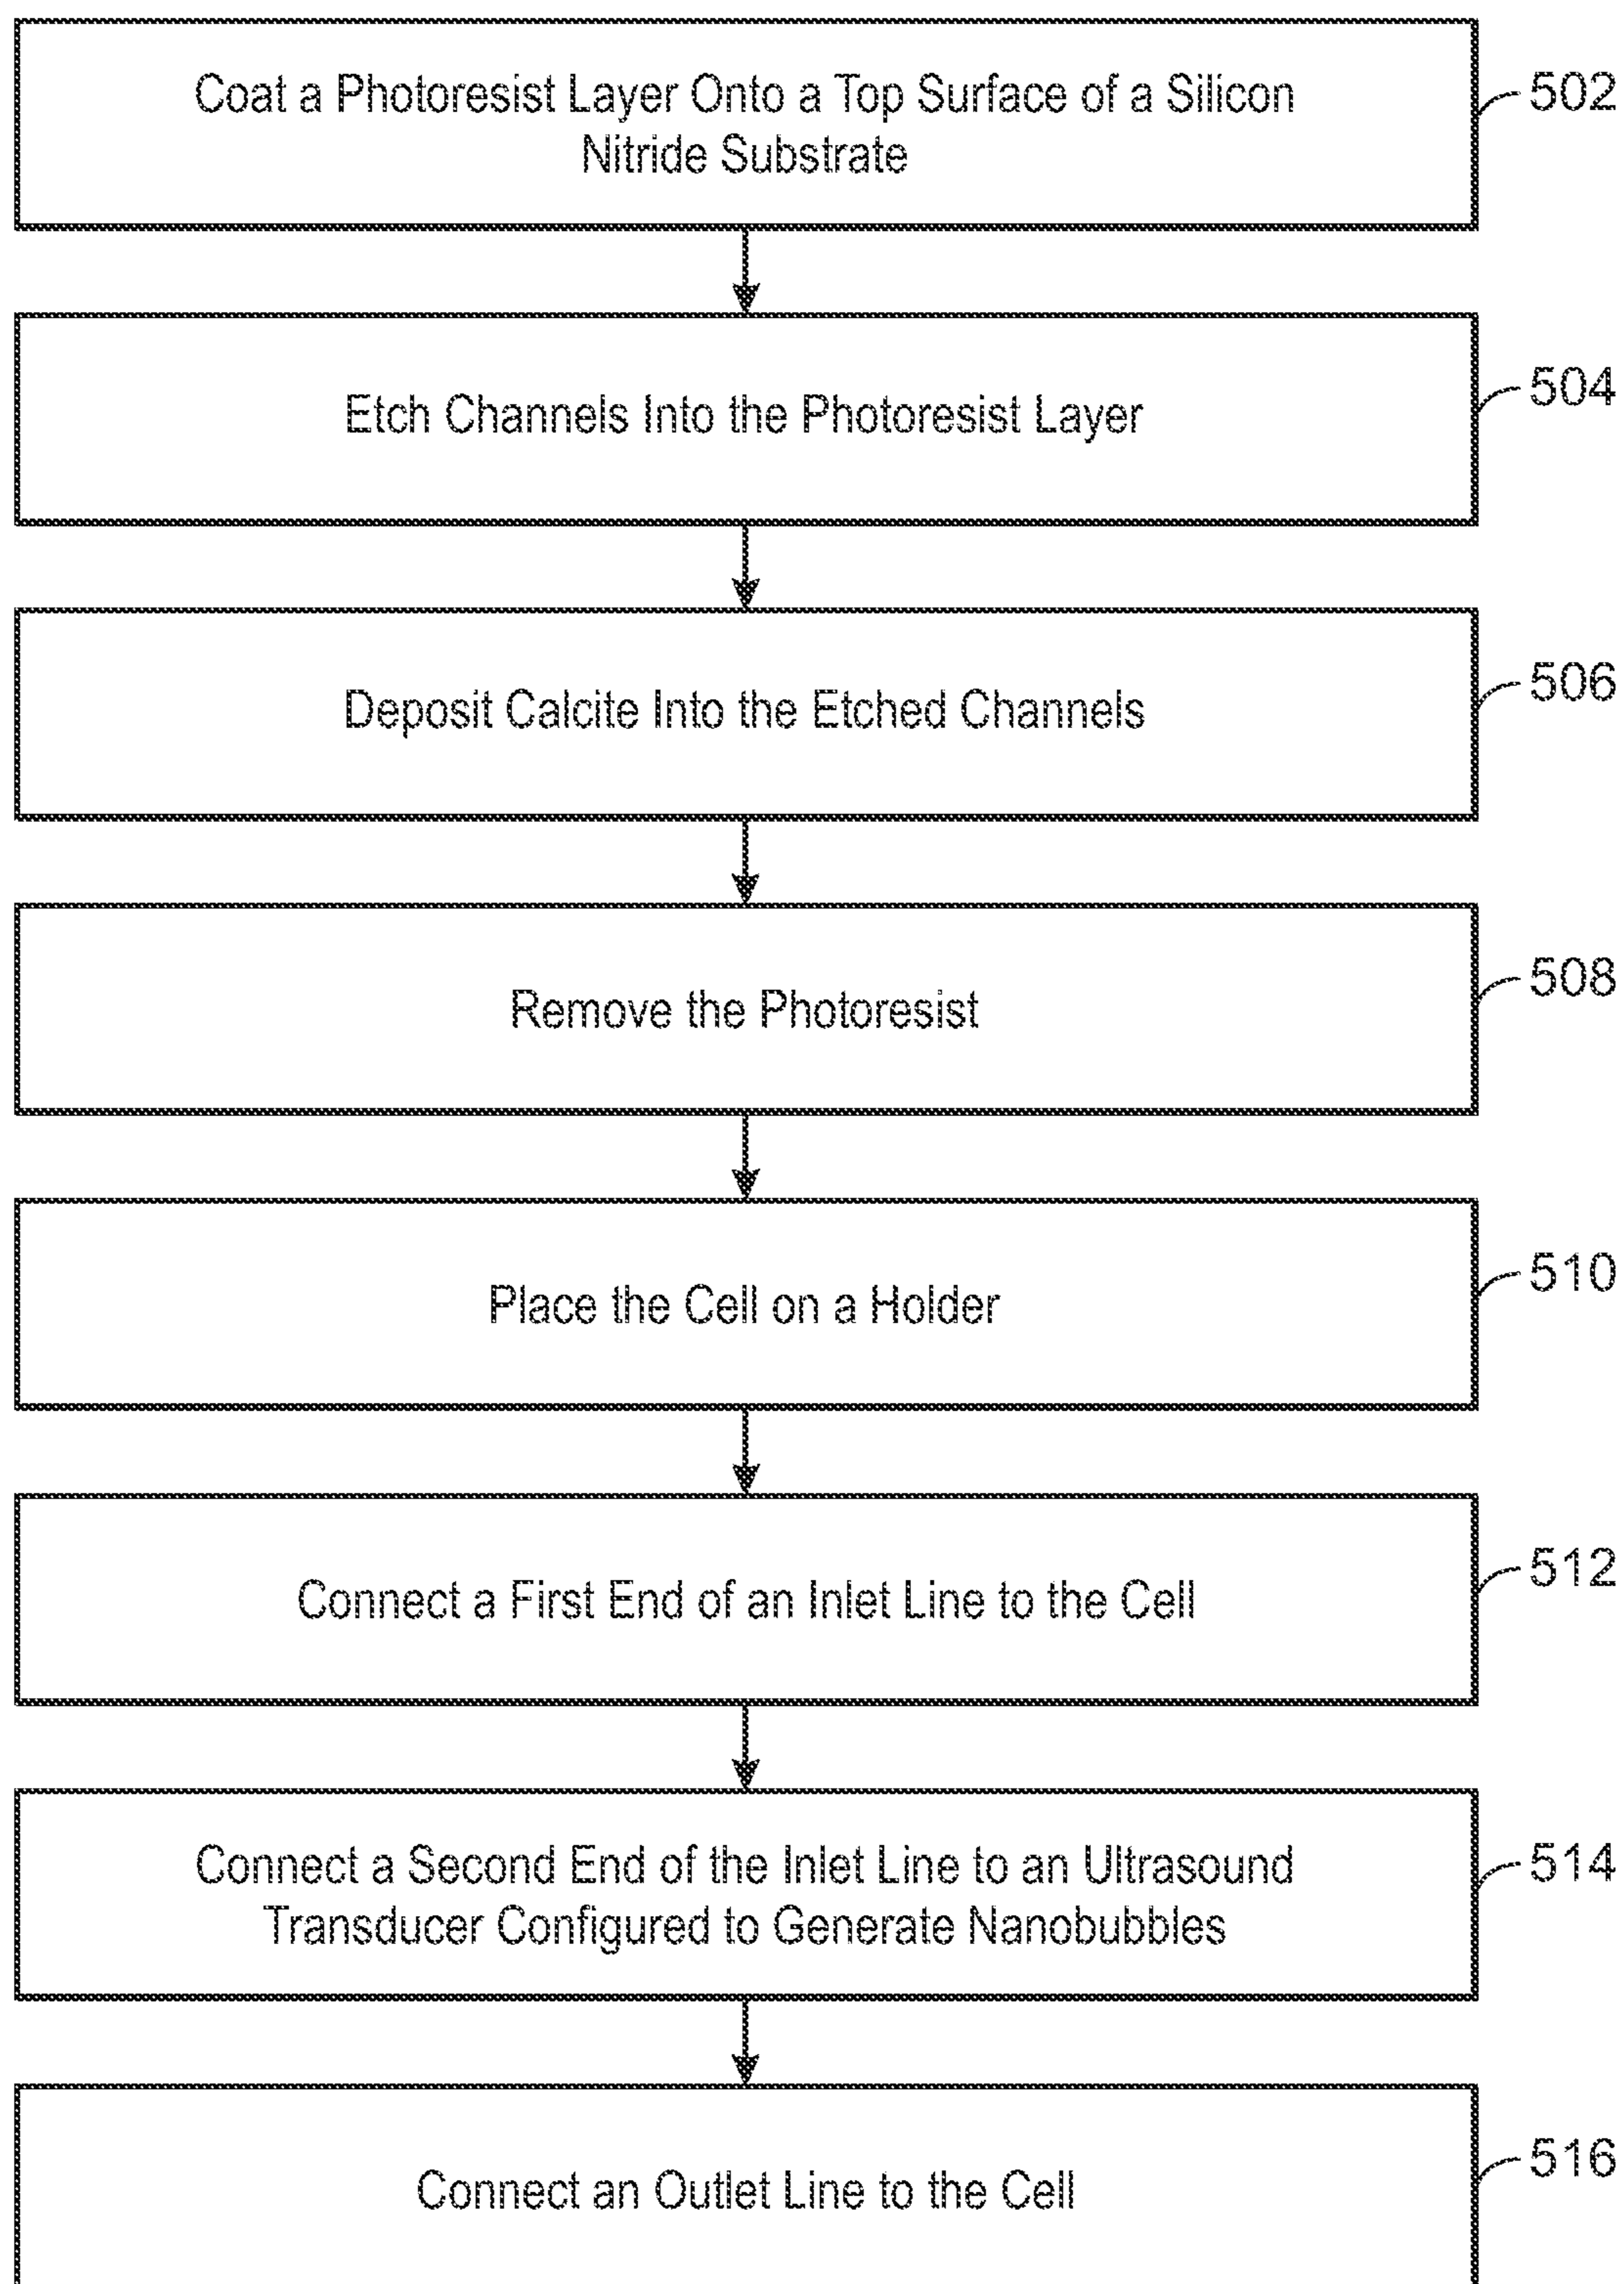 Coat a Photoresist Layer Onto a Top Surface of a Silicon
Nitride Substrate
502
Etch Channels Into the Photoresist Layer
504
Deposit Calcite Into the Etched Channels
506
Remove the Photoresist
508
Place the Cell on a Holder
510
Connect a First End of an Inlet Line to the Cell
512
Connect a Second End of the Inlet Line to an Ultrasound
Transducer Configured to Generate Nanobubbles
514
Connect an Outlet Line to the Cell
516